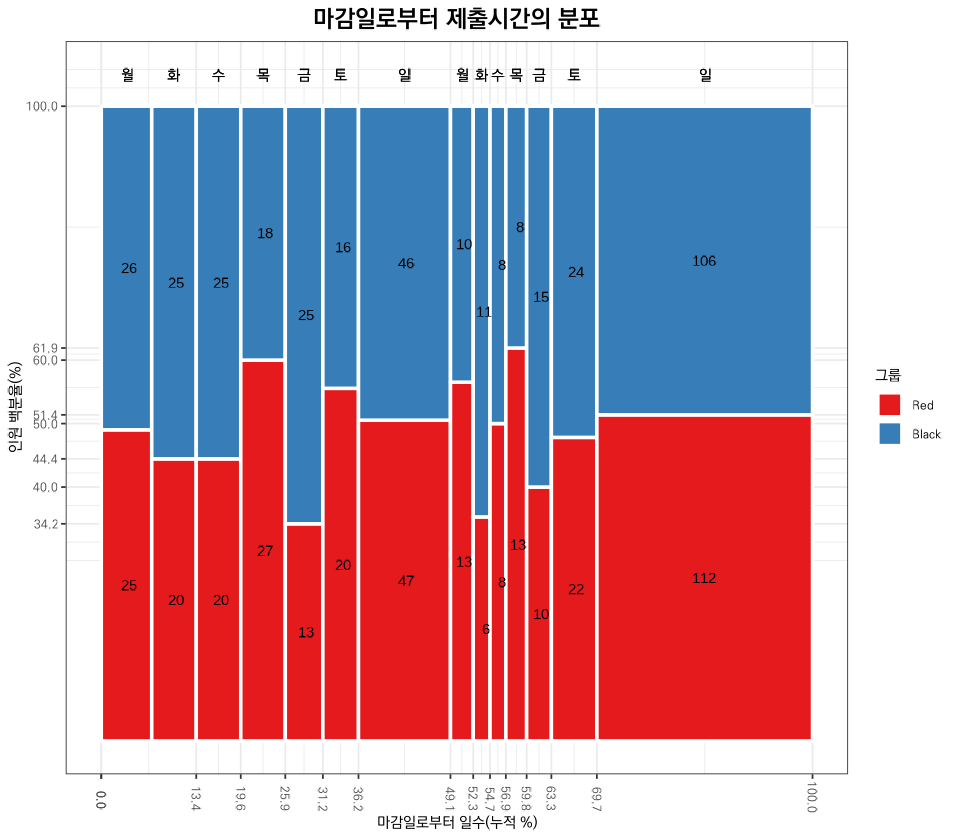 마감일로부터 제출시간의 분포
월 화 수 목 금 토 일 월 화 수 목 금 토 일
100.0
61.9
60.0
51.4
50.0
44.4
40.0
34.2
인원 백분율(%)
26 25 25 18 25 16 46 10 11 8 8 15 24 106
25 20 20 27 13 20 47 13 6 8 13 10 22 112
그룹
Red
Black
0.0 13.4 19.6 25.9 31.2 36.2 49.1 52.3 54.7 56.9 59.8 63.3 69.7 100.0
마감일로부터 일수(누적 %)